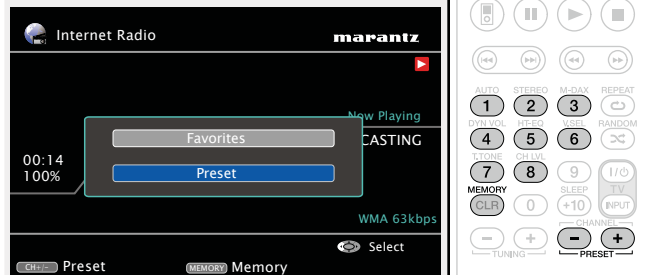 Internet Radio
marantz
Now Playing
CASTING
Favorites
Preset
00:14
100%
WMA 63kbps
Select
CH+/- Preset
MEMORY Memory
AUTO STEREO M-DAX REPEAT
1 2 3
DYN VOL HT-EQ V.SEL RANDOM
4 5 6
T.TONE CH LVL
7 8 9 I/
MEMORY SLEEP TV
CLR 0 +10 INPUT
CHANNEL
- + - +
TUNING PRESET